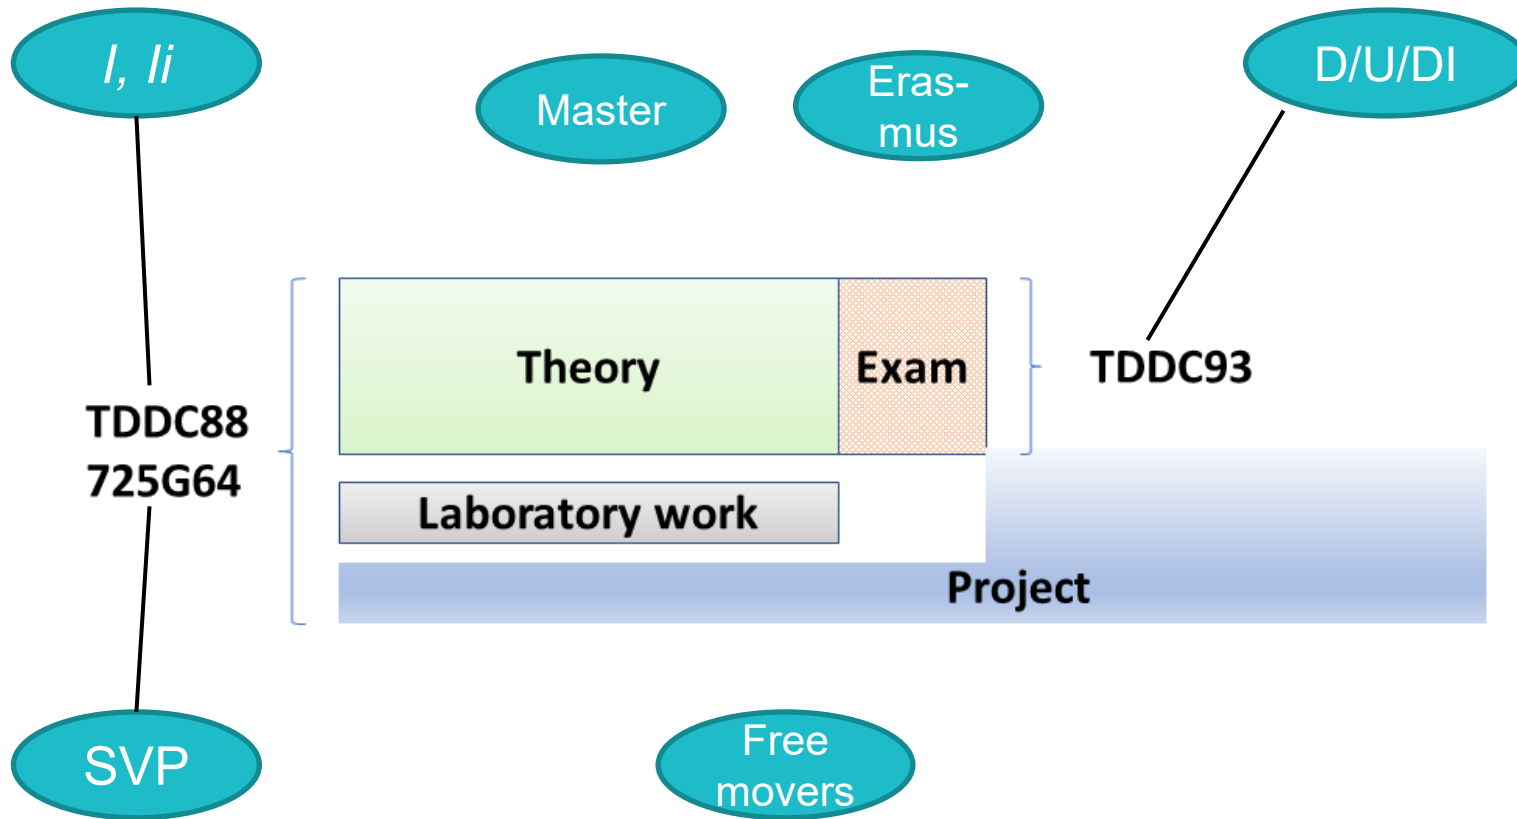 I, Ii
Master
Eras-
mus
D/U/DI
Theory
Exam
TDDC93
TDDC88
725G64
Laboratory work
Project
SVP
Free
movers